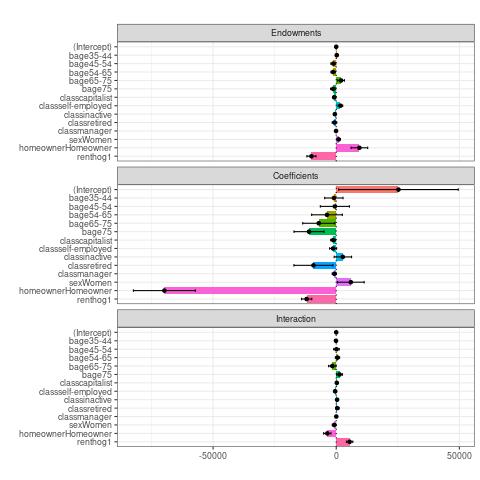 Endowments
(Intercept)
bage35-44
bage45-54
bage54-65
bage65-75
bage75
classcapitalist
classself-employed
classinactive
classretired
classmanager
sexWomen
homeownerHomeowner
renthog1
Coefficients
(Intercept)
bage35-44
bage45-54
bage54-65
bage65-75
bage75
classcapitalist
classself-employed
classinactive
classretired
classmanager
sexWomen
homeownerHomeowner
renthog1
Interaction
(Intercept)
bage35-44
bage45-54
bage54-65
bage65-75
bage75
classcapitalist
classself-employed
classinactive
classretired
classmanager
sexWomen
homeownerHomeowner
renthog1
-50000 0 50000